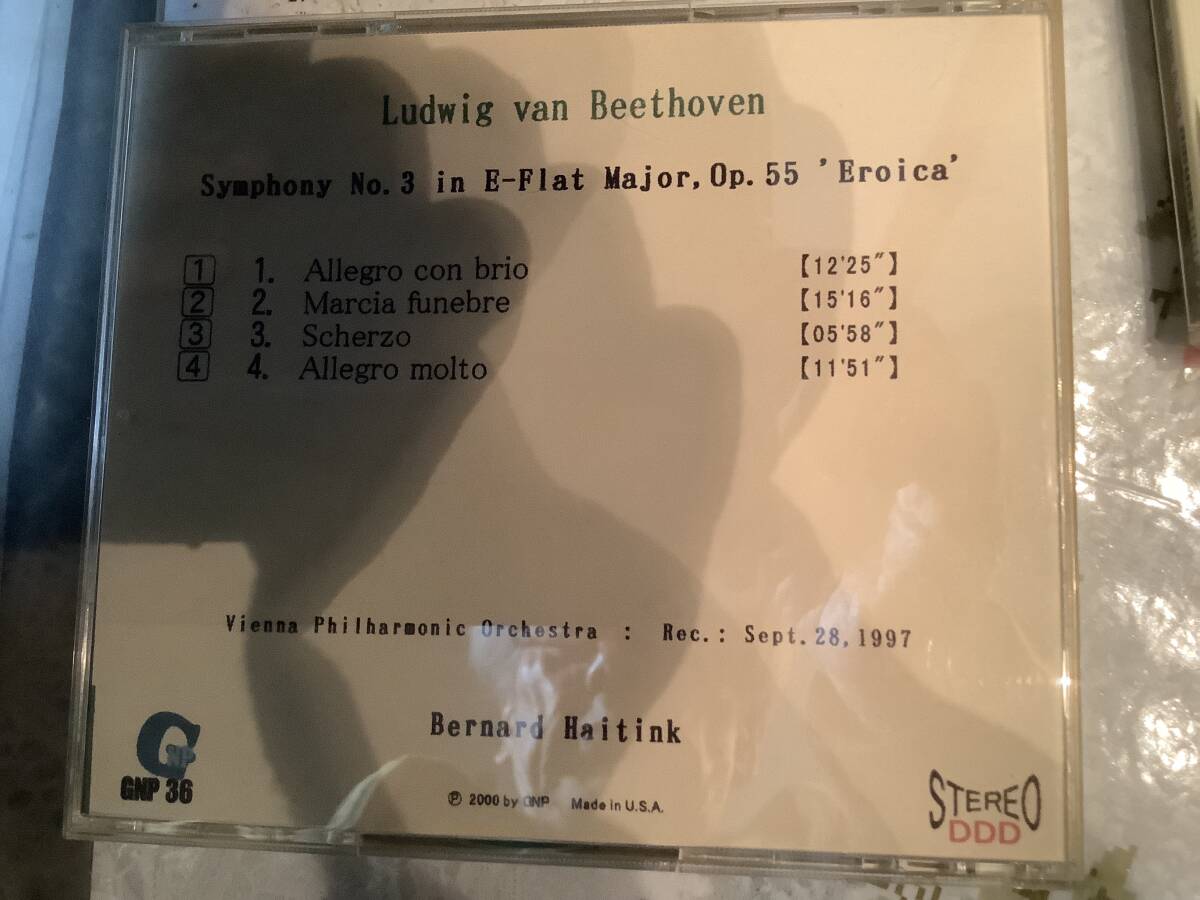 Ludwig van Beethoven
Symphony No. 3 in E-Flat Major, Op. 55 'Eroica'
1 1. Allegro con brio 【12'25″】
2 2. Marcia funebre 【15'16″】
3 3. Scherzo 【05'58″】
4 4. Allegro molto 【11'51″】
Vienna Philharmonic Orchestra : Rec.: Sept. 28, 1997
Bernard Haitink
G NP
GNP 36
℗ 2000 by GNP Made in U.S.A.
STEREO
DDD